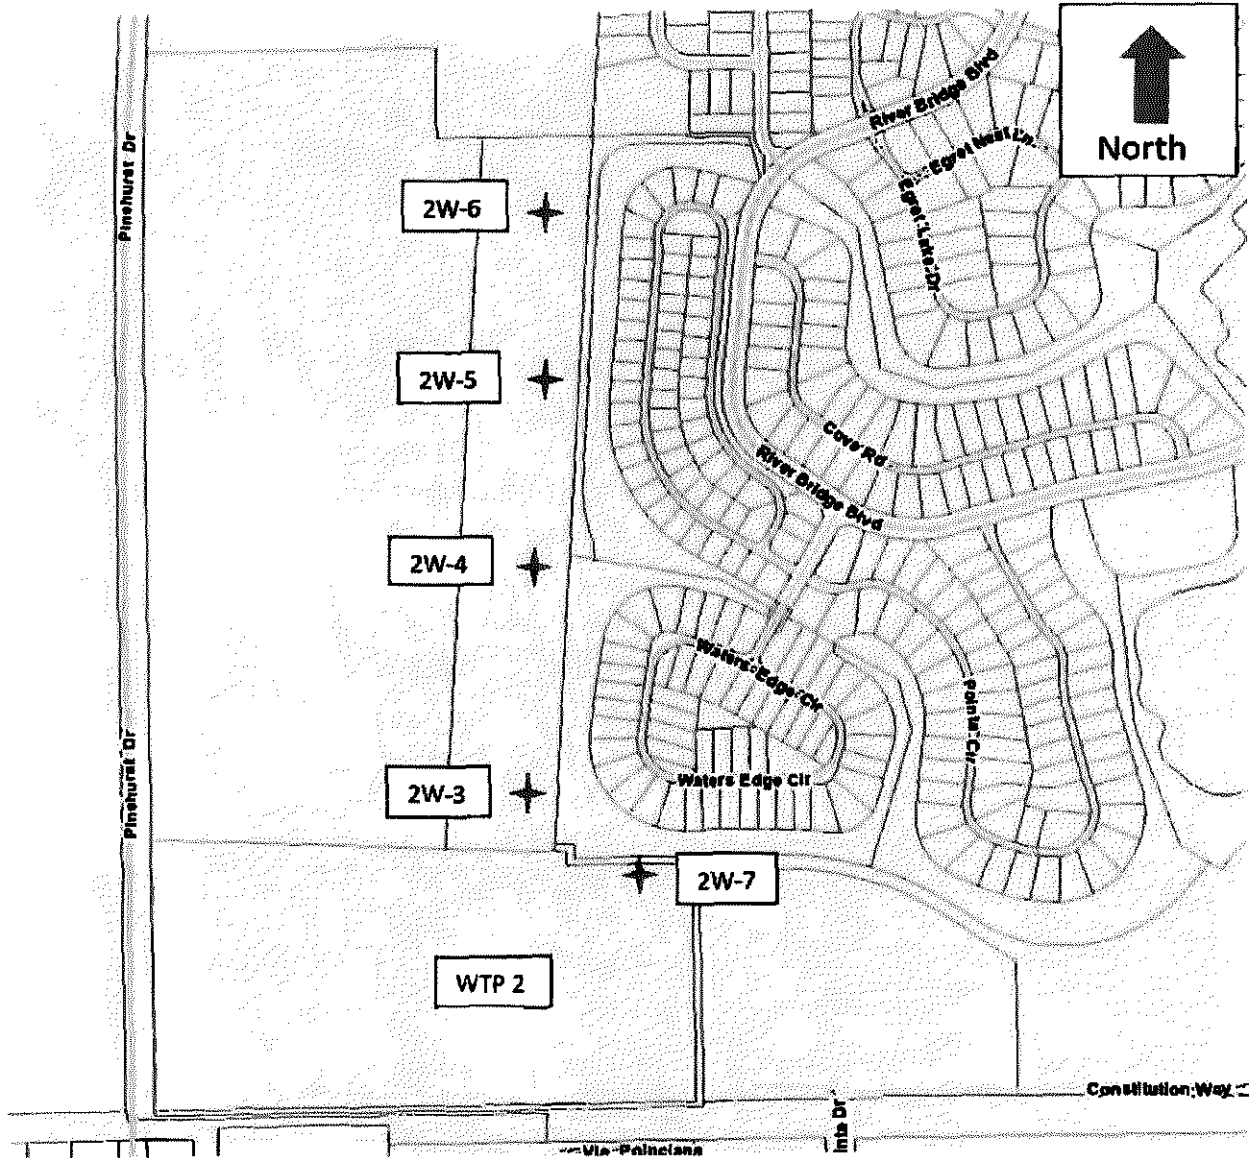 North
River Bridge Blvd
Egret Nest Ln
Egret Lake Dr
Pinehurst Dr
2W-6
2W-5
Cove Rd
River Bridge Blvd
2W-4
Waters Edge Cir
Pointe Cir
Pinehurst Dr
2W-3
Waters Edge Cir
2W-7
WTP 2
Constitution Way
Via Poinciana